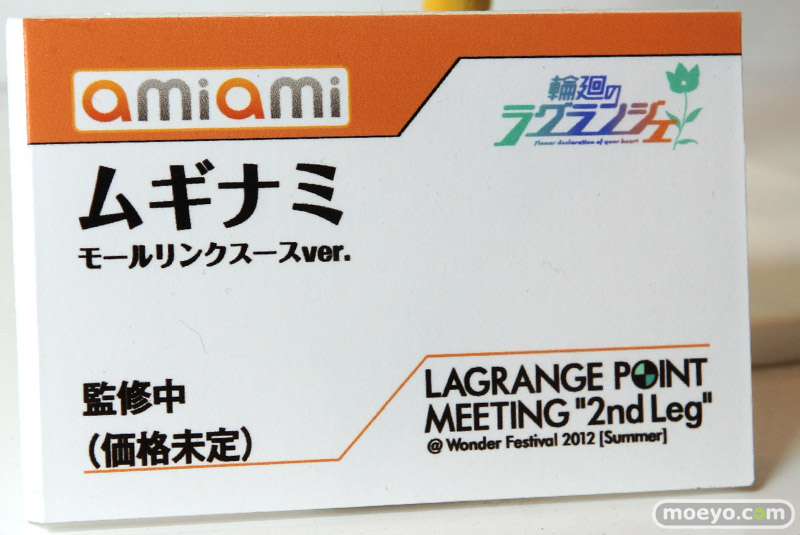 amiami
輪廻の
ラグランジェ
Flower declaration of your heart
ムギナミ
モールリンクスースver.
監修中
(価格未定)
LAGRANGE POINT
MEETING "2nd Leg"
@ Wonder Festival 2012 [Summer]
moeyo.com